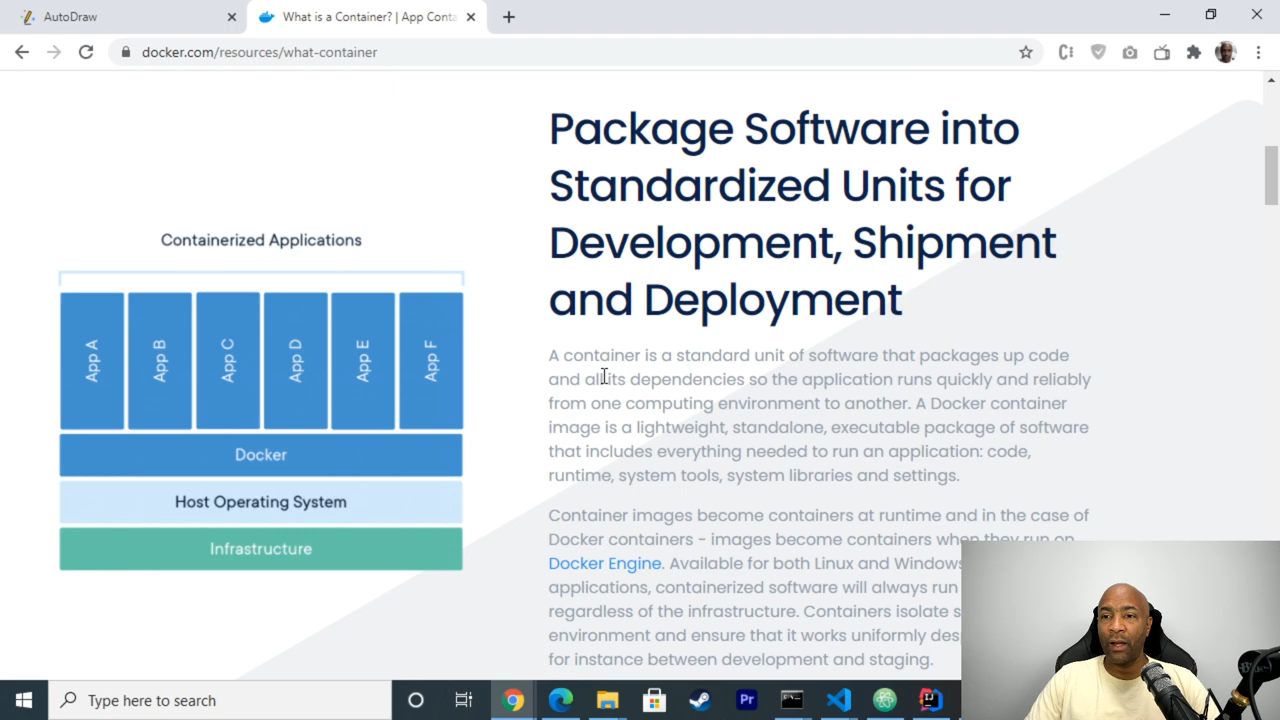 AutoDraw
What is a Container? | App Conta
docker.com/resources/what-container
Package Software into
Standardized Units for
Development, Shipment
and Deployment
Containerized Applications
App A
App B
App C
App D
App E
App F
Docker
Host Operating System
Infrastructure
A container is a standard unit of software that packages up code
and all its dependencies so the application runs quickly and reliably
from one computing environment to another. A Docker container
image is a lightweight, standalone, executable package of software
that includes everything needed to run an application: code,
runtime, system tools, system libraries and settings.
Container images become containers at runtime and in the case of
Docker containers - images become containers when they run on
Docker Engine. Available for both Linux and Windows
applications, containerized software will always run
regardless of the infrastructure. Containers isolate s
environment and ensure that it works uniformly des
for instance between development and staging.
Type here to search
Pr